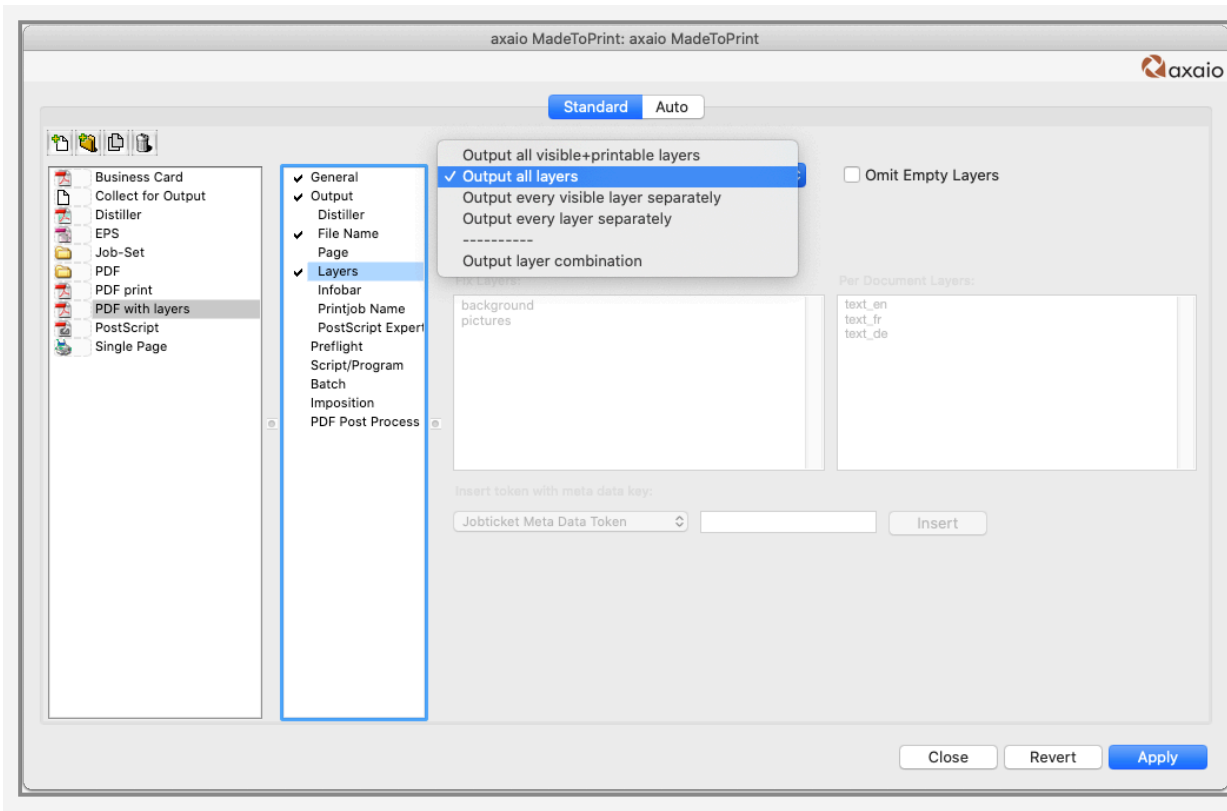 axaio MadeToPrint: axaio MadeToPrint
axaio
Standard Auto
Business Card
Collect for Output
Distiller
EPS
Job-Set
PDF
PDF print
PDF with layers
PostScript
Single Page
General
Output
Distiller
File Name
Page
Layers
Infobar
Printjob Name
PostScript Expert
Preflight
Script/Program
Batch
Imposition
PDF Post Process
Output all visible+printable layers
✓ Output all layers
Output every visible layer separately
Output every layer separately
----------
Output layer combination
Omit Empty Layers
Fix Layers:
background
pictures
Per Document Layers:
text_en
text_fr
text_de
Insert token with meta data key:
Jobticket Meta Data Token
Insert
Close Revert Apply